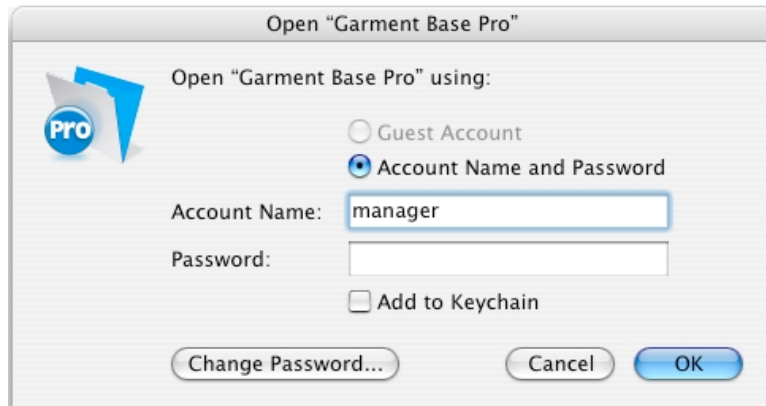 Open “Garment Base Pro”
Open “Garment Base Pro” using:
Pro
Guest Account
Account Name and Password
Account Name: manager
Password:
Add to Keychain
Change Password... Cancel OK